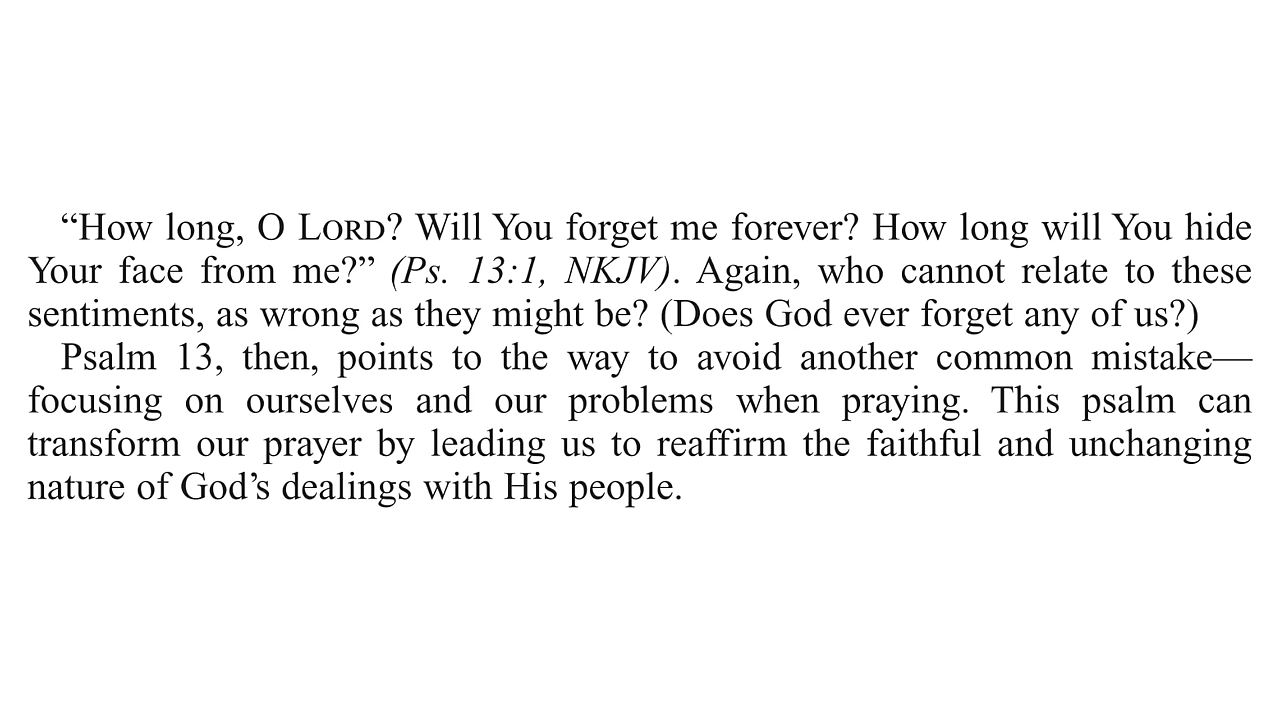 “How long, O LORD? Will You forget me forever? How long will You hide
Your face from me?” (Ps. 13:1, NKJV). Again, who cannot relate to these
sentiments, as wrong as they might be? (Does God ever forget any of us?)
Psalm 13, then, points to the way to avoid another common mistake—
focusing on ourselves and our problems when praying. This psalm can
transform our prayer by leading us to reaffirm the faithful and unchanging
nature of God’s dealings with His people.